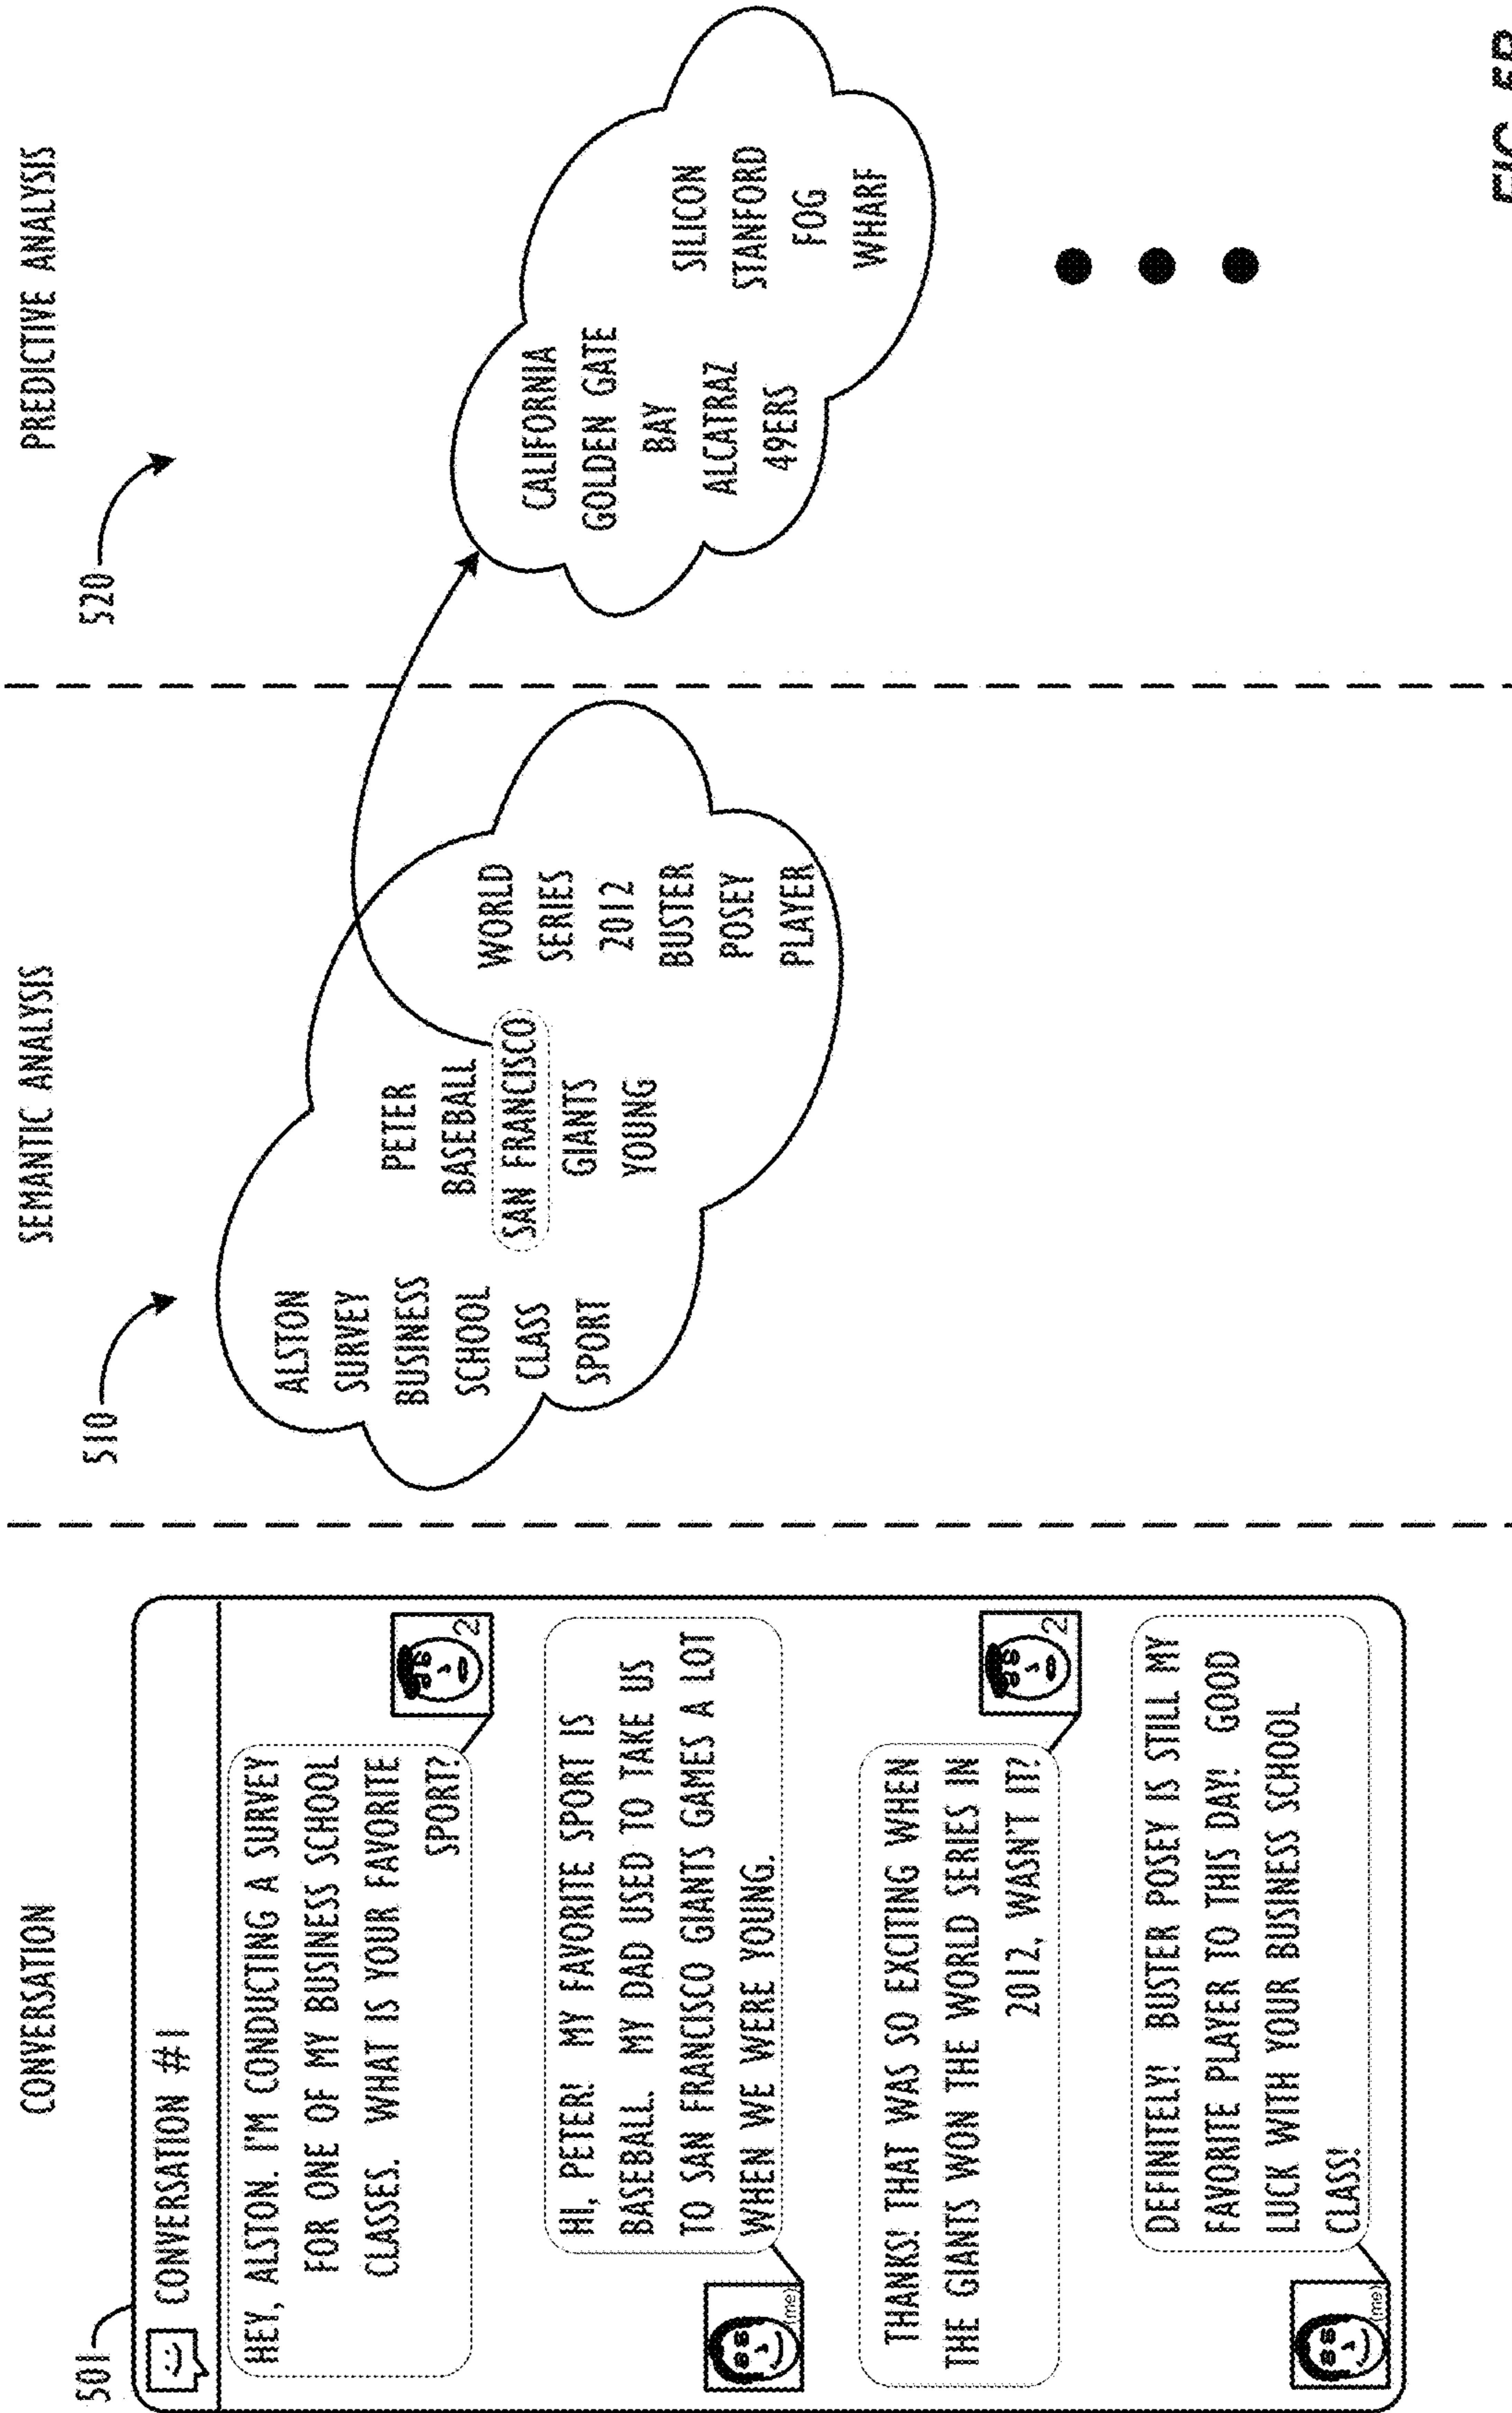 CONVERSATION
501
CONVERSATION #1
HEY, ALSTON. I'M CONDUCTING A SURVEY
FOR ONE OF MY BUSINESS SCHOOL
CLASSES. WHAT IS YOUR FAVORITE
SPORT?
2
HI, PETER! MY FAVORITE SPORT IS
BASEBALL. MY DAD USED TO TAKE US
TO SAN FRANCISCO GIANTS GAMES A LOT
WHEN WE WERE YOUNG.
(me)
THANKS! THAT WAS SO EXCITING WHEN
THE GIANTS WON THE WORLD SERIES IN
2012, WASN'T IT?
2
DEFINITELY! BUSTER POSEY IS STILL MY
FAVORITE PLAYER TO THIS DAY! GOOD
LUCK WITH YOUR BUSINESS SCHOOL
CLASS!
(me)
SEMANTIC ANALYSIS
510
ALSTON
SURVEY
BUSINESS
SCHOOL
CLASS
SPORT
PETER
BASEBALL
SAN FRANCISCO
GIANTS
YOUNG
WORLD
SERIES
2012
BUSTER
POSEY
PLAYER
PREDICTIVE ANALYSIS
520
CALIFORNIA
GOLDEN GATE
BAY
ALCATRAZ
49ERS
SILICON
STANFORD
FOG
WHARF